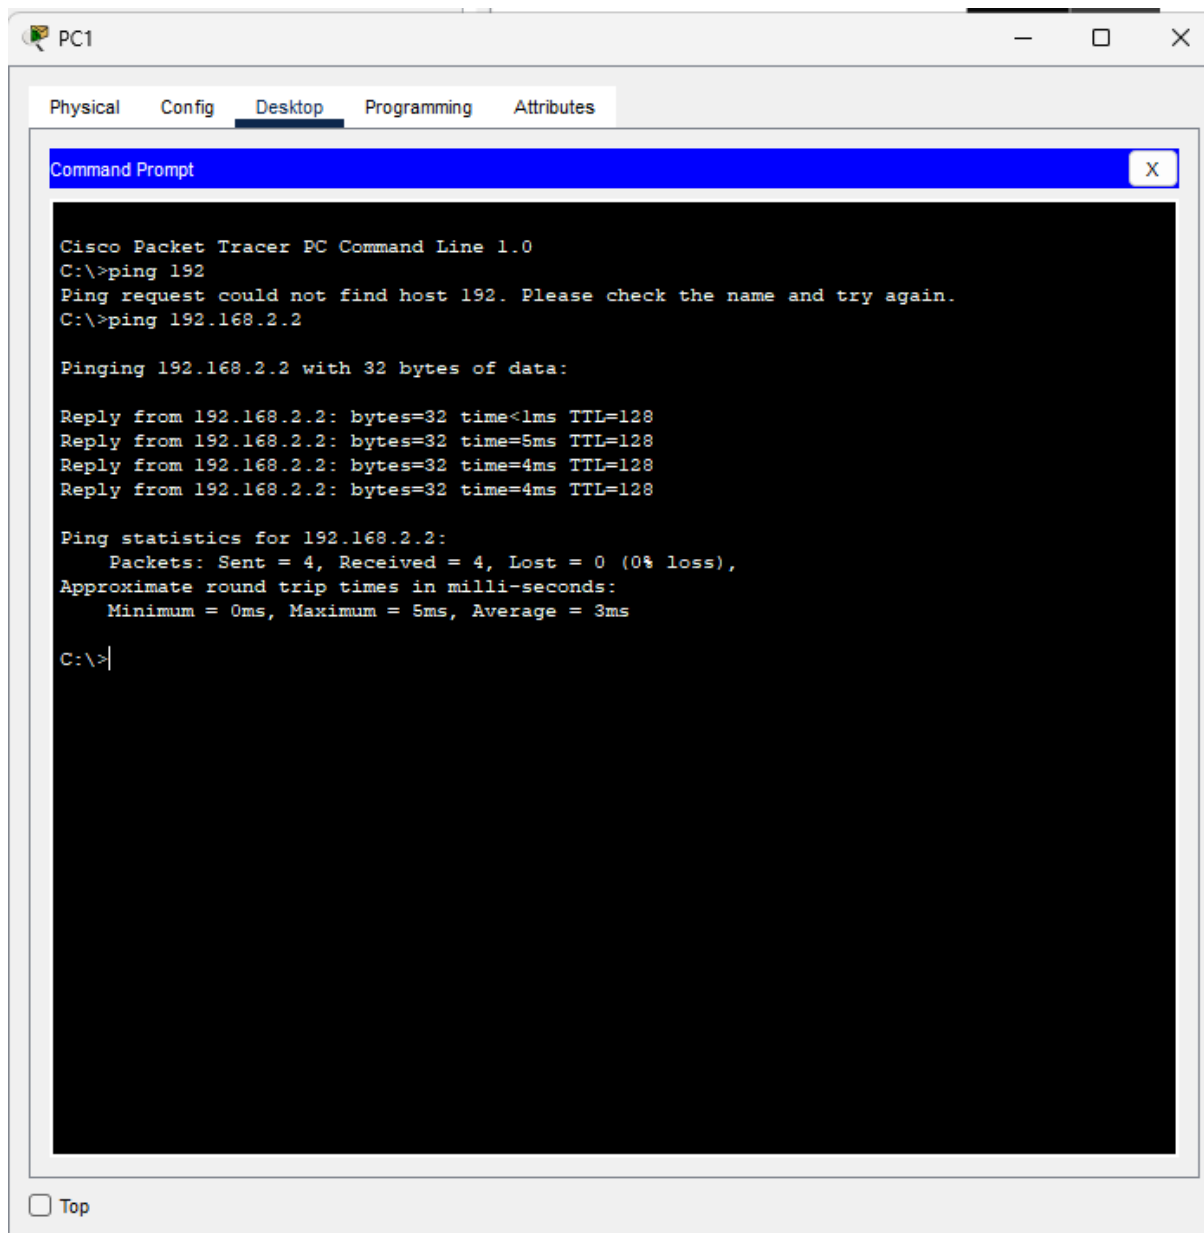 PC1
Physical Config Desktop Programming Attributes
Command Prompt
X
Cisco Packet Tracer PC Command Line 1.0
C:\>ping 192
Ping request could not find host 192. Please check the name and try again.
C:\>ping 192.168.2.2
Pinging 192.168.2.2 with 32 bytes of data:
Reply from 192.168.2.2: bytes=32 time<1ms TTL=128
Reply from 192.168.2.2: bytes=32 time=5ms TTL=128
Reply from 192.168.2.2: bytes=32 time=4ms TTL=128
Reply from 192.168.2.2: bytes=32 time=4ms TTL=128
Ping statistics for 192.168.2.2:
Packets: Sent = 4, Received = 4, Lost = 0 (0% loss),
Approximate round trip times in milli-seconds:
Minimum = 0ms, Maximum = 5ms, Average = 3ms
C:\>
Top